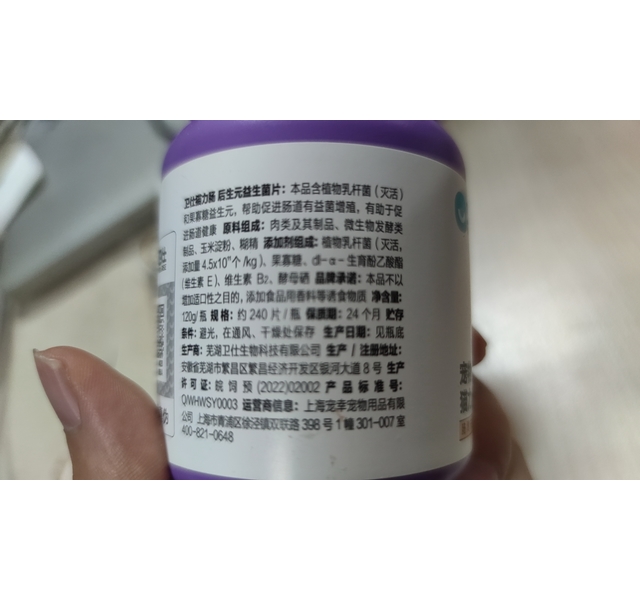 卫仕猫力肠 后生元益生菌片：本品含植物乳杆菌（灭活）
和果寡糖益生元，帮助促进肠道有益菌增殖，有助于促
进肠道健康 原料组成：肉类及其制品、微生物发酵类
制品、玉米淀粉、糊精 添加剂组成：植物乳杆菌（灭活，
添加量 4.5x10 个/kg）、果寡糖、dl-α-生育酚乙酸酯
（维生素 E）、维生素 B₂、酵母硒 品牌承诺：本品不以
增加适口性之目的，添加食品用香料等诱食物质 净含量：
120g/瓶 规格：约 240 片/瓶 保质期：24 个月 贮存
条件：避光，在通风、干燥处保存 生产日期：见瓶底
生产商：芜湖卫仕生物科技有限公司 生产/注册地址：
安徽省芜湖市繁昌区繁昌经济开发区银河大道 8 号 生产
许可证：皖饲预(2022)02002 产品标准号：
Q/WHWSY0003 运营商信息：上海宠幸宠物用品有限
公司 上海市青浦区徐泾镇双联路 398 号 1 幢 301-007 室
400-821-0648